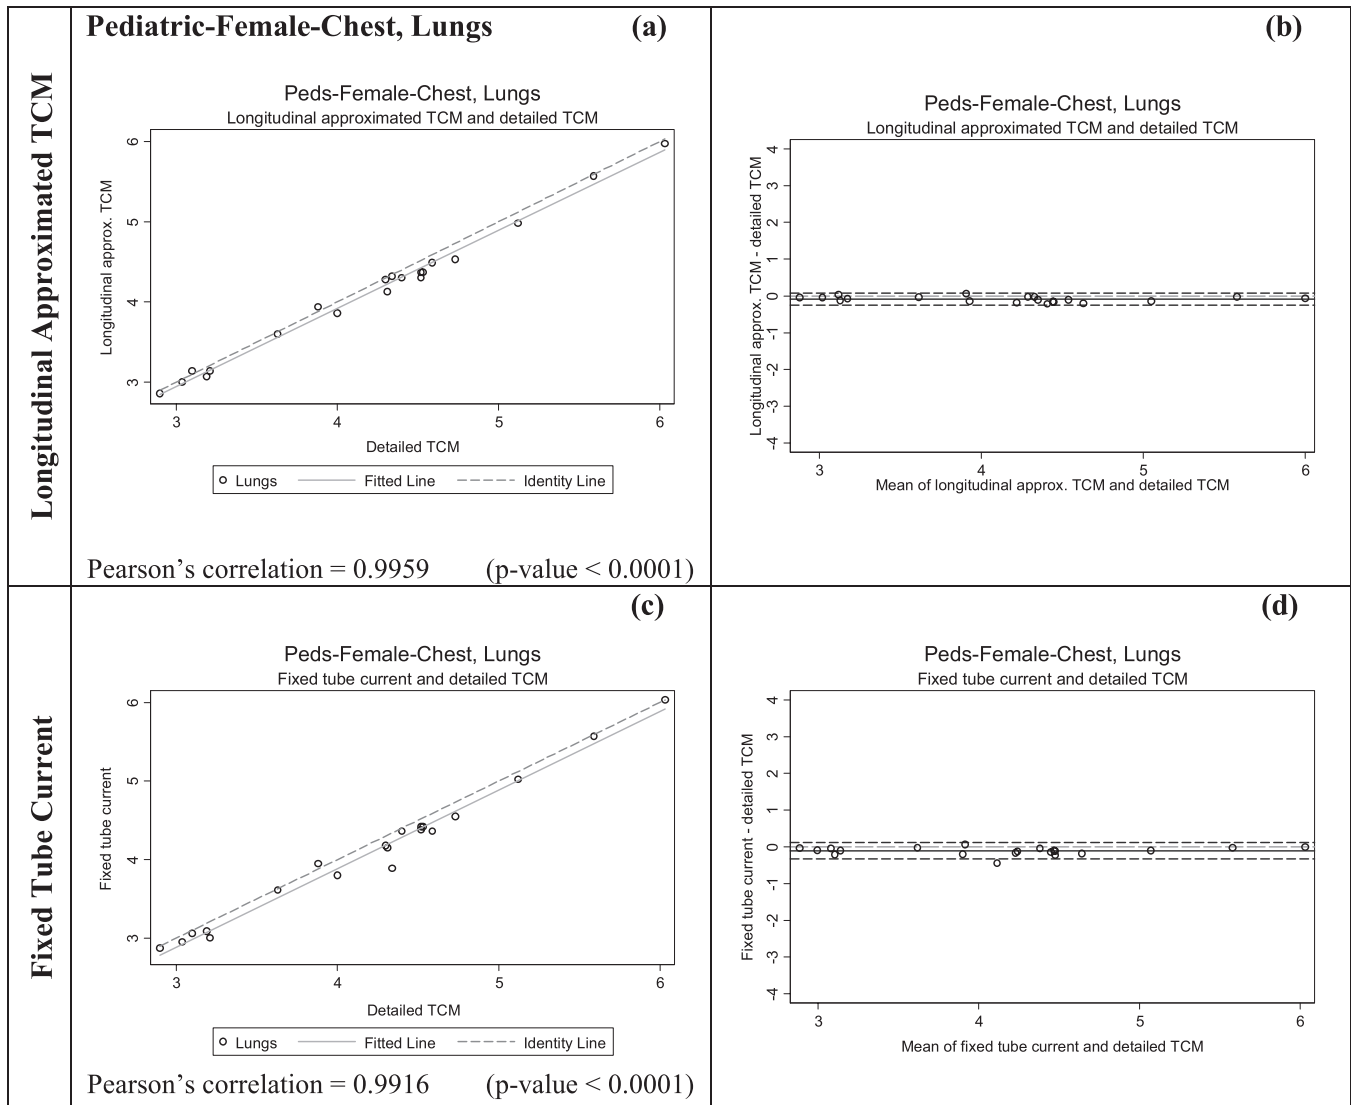 Pediatric-Female-Chest, Lungs (a)
Longitudinal Approximated TCM
Peds-Female-Chest, Lungs
Longitudinal approximated TCM and detailed TCM
Longitudinal approx. TCM
6
5
4
3
3 4 5 6
Detailed TCM
Lungs Fitted Line Identity Line
Pearson’s correlation = 0.9959 (p-value < 0.0001)
(b)
Peds-Female-Chest, Lungs
Longitudinal approximated TCM and detailed TCM
Longitudinal approx. TCM - detailed TCM
4
3
2
1
0
-1
-2
-3
-4
3 4 5 6
Mean of longitudinal approx. TCM and detailed TCM
(c)
Fixed Tube Current
Peds-Female-Chest, Lungs
Fixed tube current and detailed TCM
Fixed tube current
6
5
4
3
3 4 5 6
Detailed TCM
Lungs Fitted Line Identity Line
Pearson’s correlation = 0.9916 (p-value < 0.0001)
(d)
Peds-Female-Chest, Lungs
Fixed tube current and detailed TCM
Fixed tube current - detailed TCM
4
3
2
1
0
-1
-2
-3
-4
3 4 5 6
Mean of fixed tube current and detailed TCM